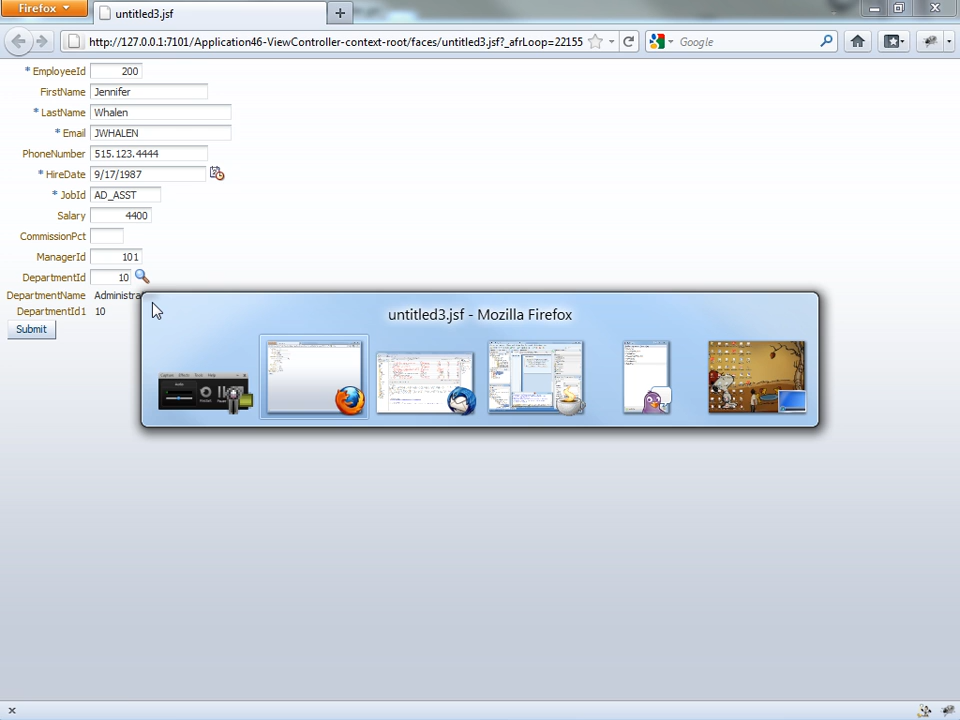 Firefox
untitled3.jsf
http://127.0.0.1:7101/Application46-ViewController-context-root/faces/untitled3.jsf?_afrLoop=22155
Google
* EmployeeId 200
FirstName Jennifer
* LastName Whalen
* Email JWHALEN
PhoneNumber 515.123.4444
* HireDate 9/17/1987
* JobId AD_ASST
Salary 4400
CommissionPct
ManagerId 101
DepartmentId 10
DepartmentName
DepartmentId1 10
Submit
untitled3.jsf - Mozilla Firefox